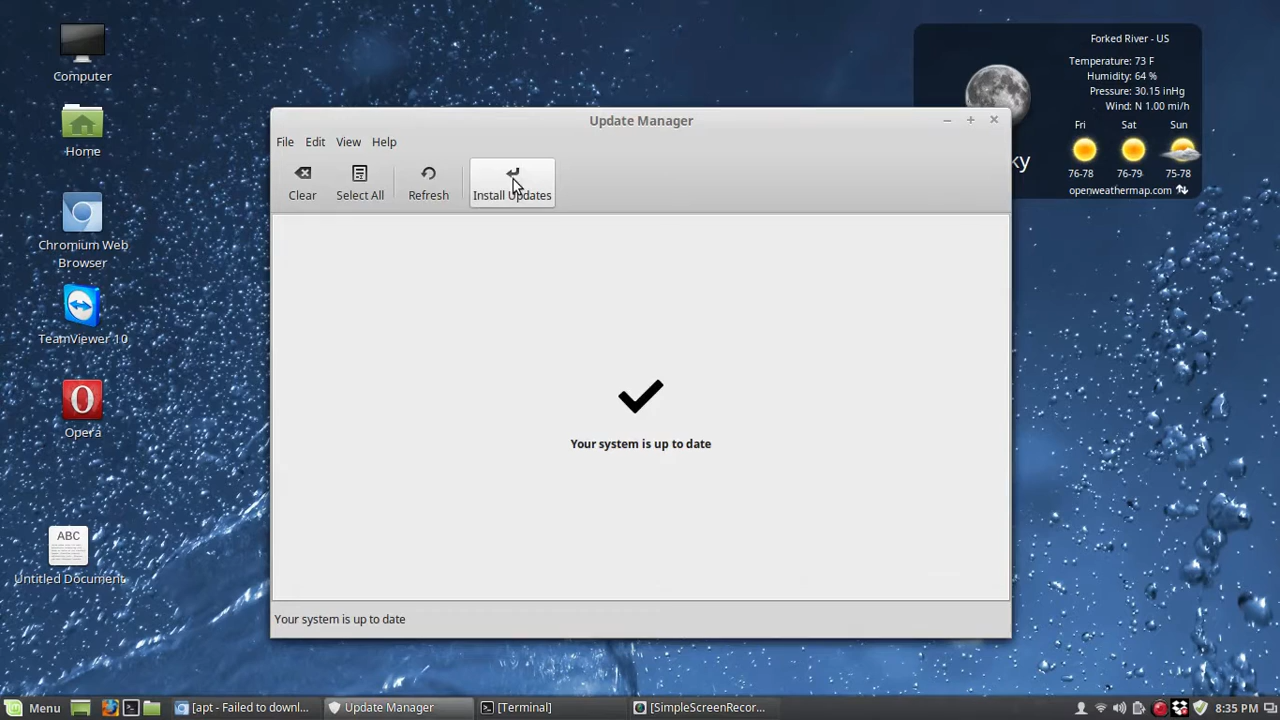 Computer
Home
Chromium Web
Browser
TeamViewer 10
Opera
ABC
Untitled Document
Forked River - US
Temperature: 73 F
Humidity: 64 %
Pressure: 30.15 inHg
Wind: N 1.00 mi/h
Fri Sat Sun
ky
76-78 76-79 75-78
openweathermap.com
Update Manager
File Edit View Help
Clear Select All Refresh Install Updates
Your system is up to date
Your system is up to date
Menu [apt - Failed to downl... Update Manager [Terminal] [SimpleScreenRecor... 8:35 PM